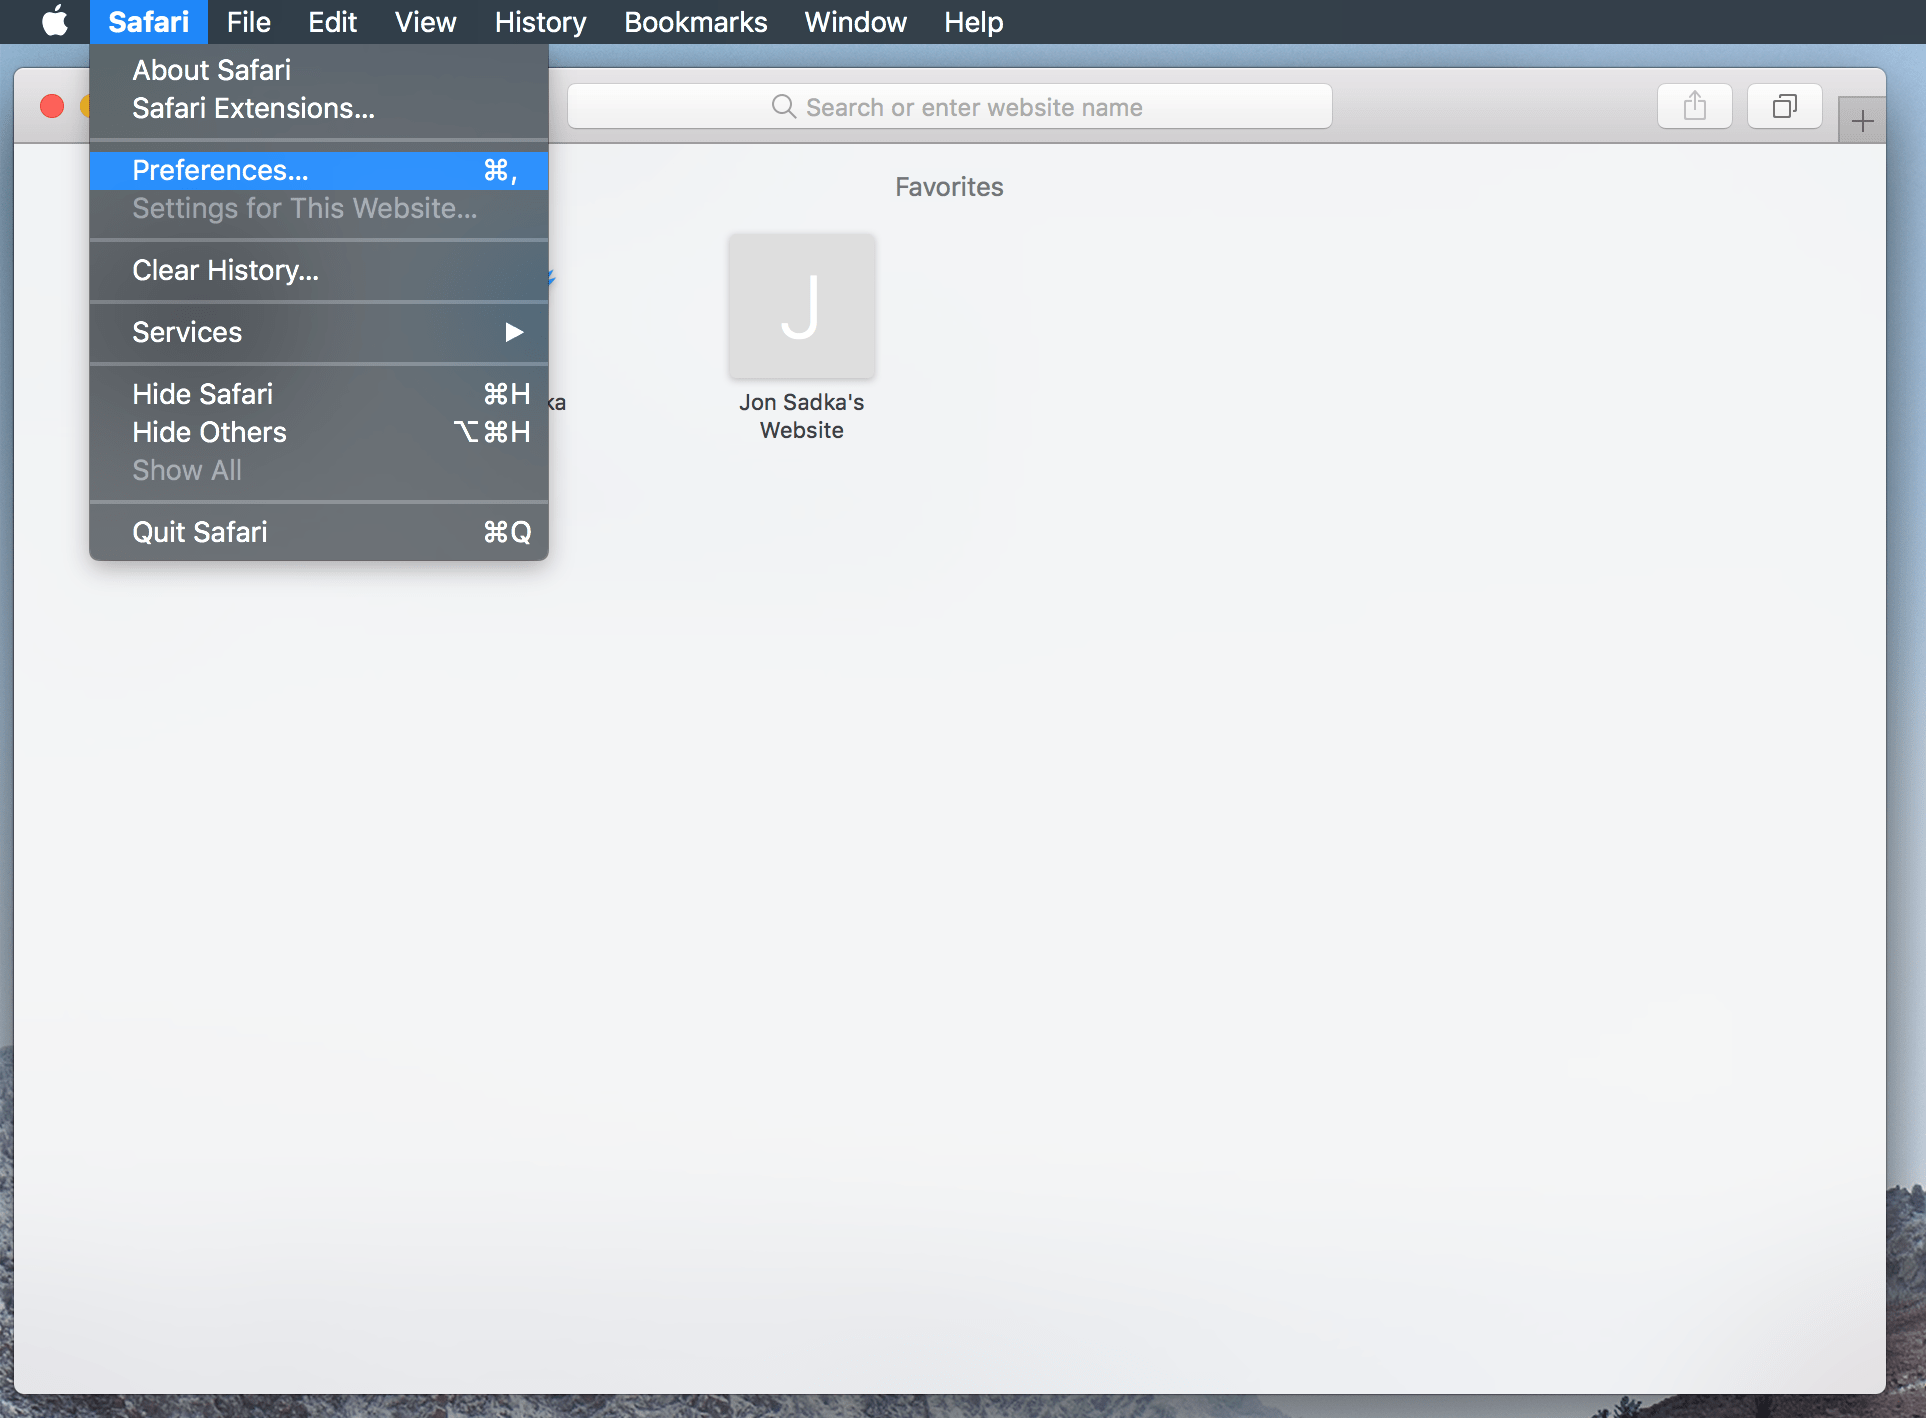 Safari File Edit View History Bookmarks Window Help
About Safari
Safari Extensions...
Preferences... ⌘,
Settings for This Website...
Clear History...
Services ▶
Hide Safari ⌘H
Hide Others ⌥⌘H
Show All
Quit Safari ⌘Q
Search or enter website name
Favorites
J
ka
Jon Sadka's
Website